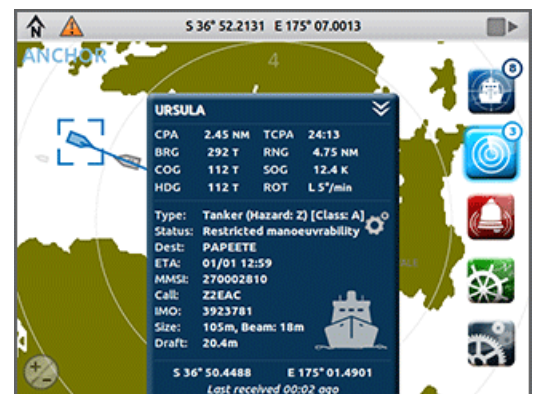 N
S 36° 52.2131 E 175° 07.0013
ANCHOR
4
8
3
URSULA
CPA 2.45 NM TCPA 24:13
BRG 292 T RNG 4.75 NM
COG 112 T SOG 12.4 K
HDG 112 T ROT L 5°/min
Type: Tanker (Hazard: Z) [Class: A]
Status: Restricted manoeuvrability
Dest: PAPEETE
ETA: 01/01 12:59
MMSI: 270002810
Call: Z2EAC
IMO: 3923781
Size: 105m, Beam: 18m
Draft: 20.4m
S 36° 50.4488 E 175° 01.4901
Last received 00:02 ago
+/-